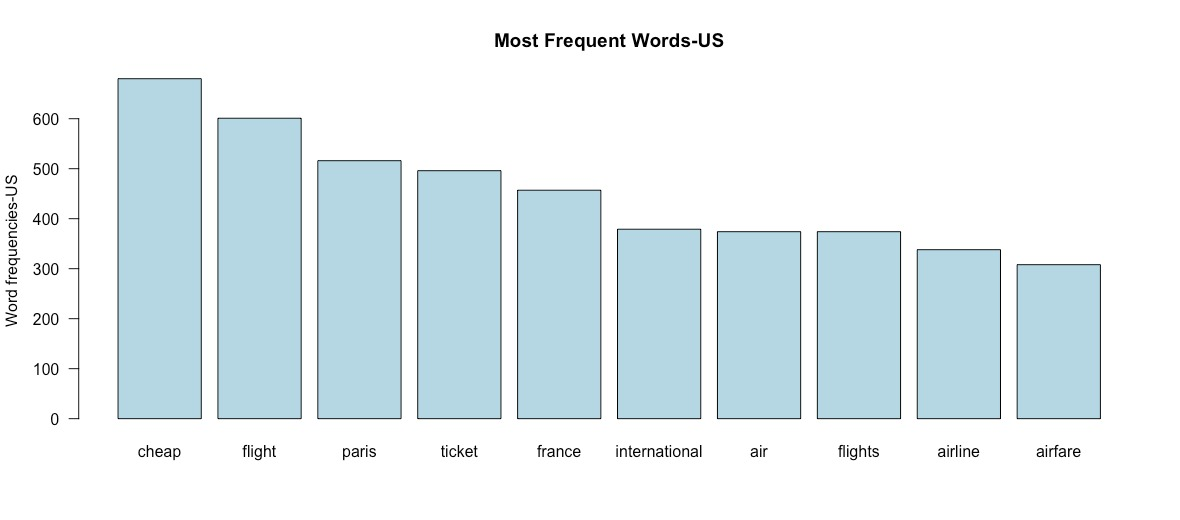 Most Frequent Words-US
Word frequencies-US
600
500
400
300
200
100
0
cheap flight paris ticket france international air flights airline airfare